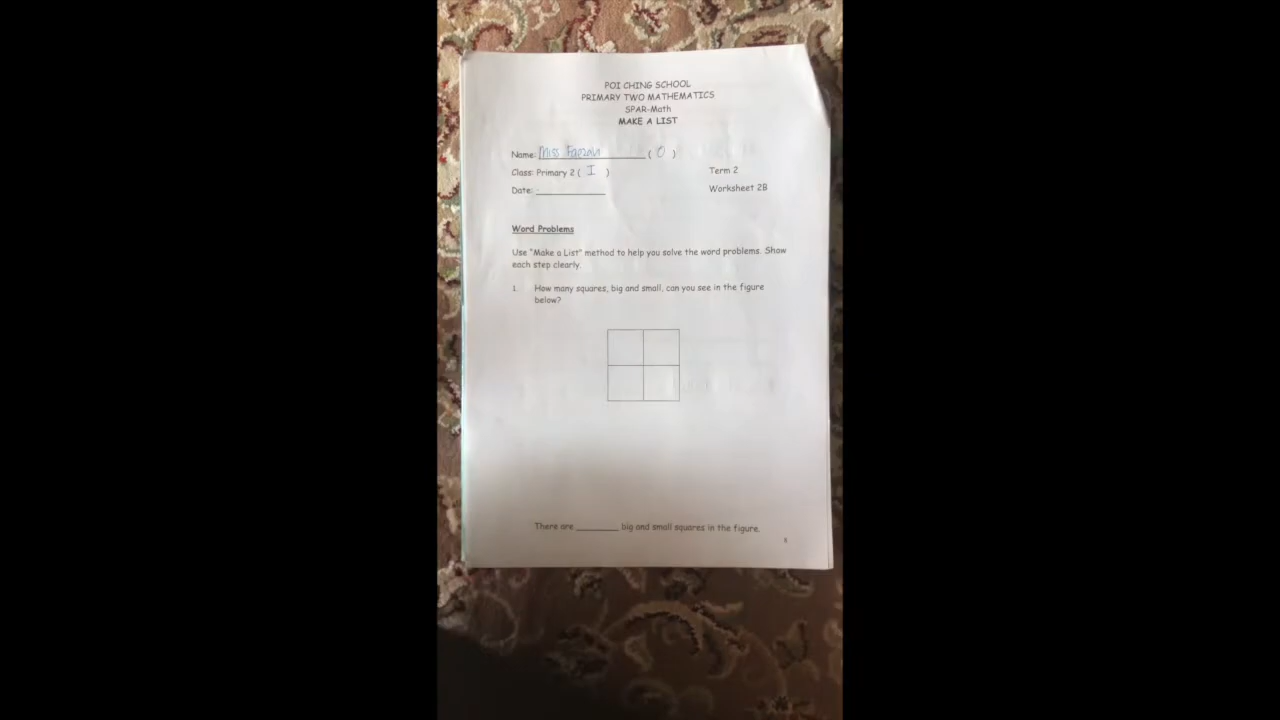 POI CHING SCHOOL
PRIMARY TWO MATHEMATICS
SPAR-Math
MAKE A LIST
Name: Miss ( 0 )
Class: Primary 2 ( I )
Term 2
Date: __________
Worksheet 2B
Word Problems
Use "Make a List" method to help you solve the word problems. Show
each step clearly.
1. How many squares, big and small, can you see in the figure
below?
There are ________ big and small squares in the figure.
8